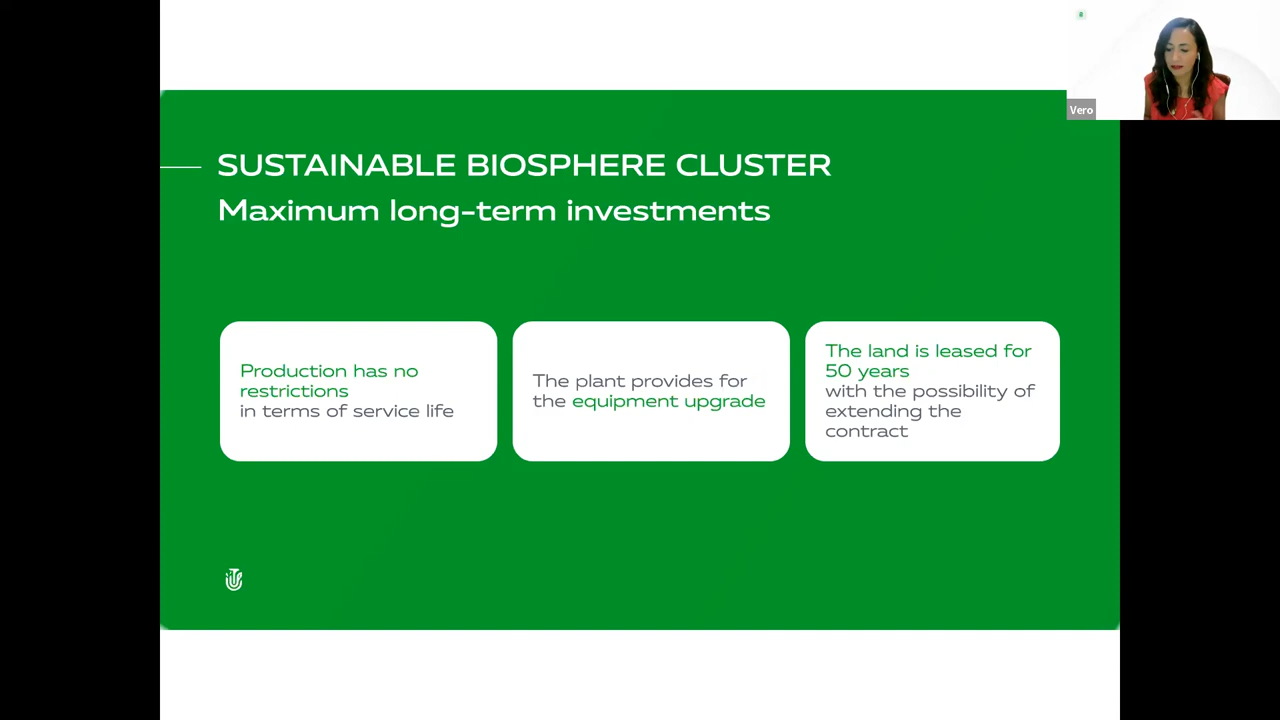 Vero
SUSTAINABLE BIOSPHERE CLUSTER
Maximum long-term investments
Production has no
restrictions
in terms of service life
The plant provides for
the equipment upgrade
The land is leased for
50 years
with the possibility of
extending the
contract